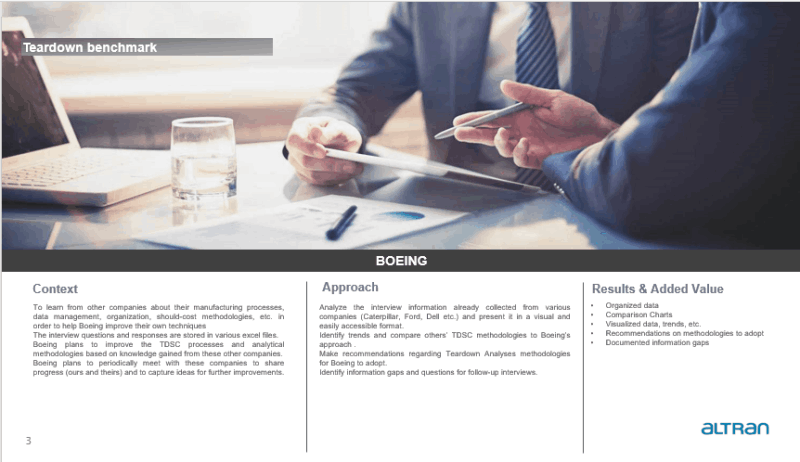 Teardown benchmark
BOEING
Context
To learn from other companies about their manufacturing processes,
data management, organization, should-cost methodologies, etc. in
order to help Boeing improve their own techniques
The interview questions and responses are stored in various excel files.
Boeing plans to improve the TDSC processes and analytical
methodologies based on knowledge gained from these other companies.
Boeing plans to periodically meet with these companies to share
progress (ours and theirs) and to capture ideas for further improvements.
Approach
Analyze the interview information already collected from various
companies (Caterpillar, Ford, Dell etc.) and present it in a visual and
easily accessible format.
Identify trends and compare others' TDSC methodologies to Boeing's
approach .
Make recommendations regarding Teardown Analyses methodologies
for Boeing to adopt.
Identify information gaps and questions for follow-up interviews.
Results & Added Value
• Organized data
• Comparison Charts
• Visualized data, trends, etc.
• Recommendations on methodologies to adopt
• Documented information gaps
3
altran